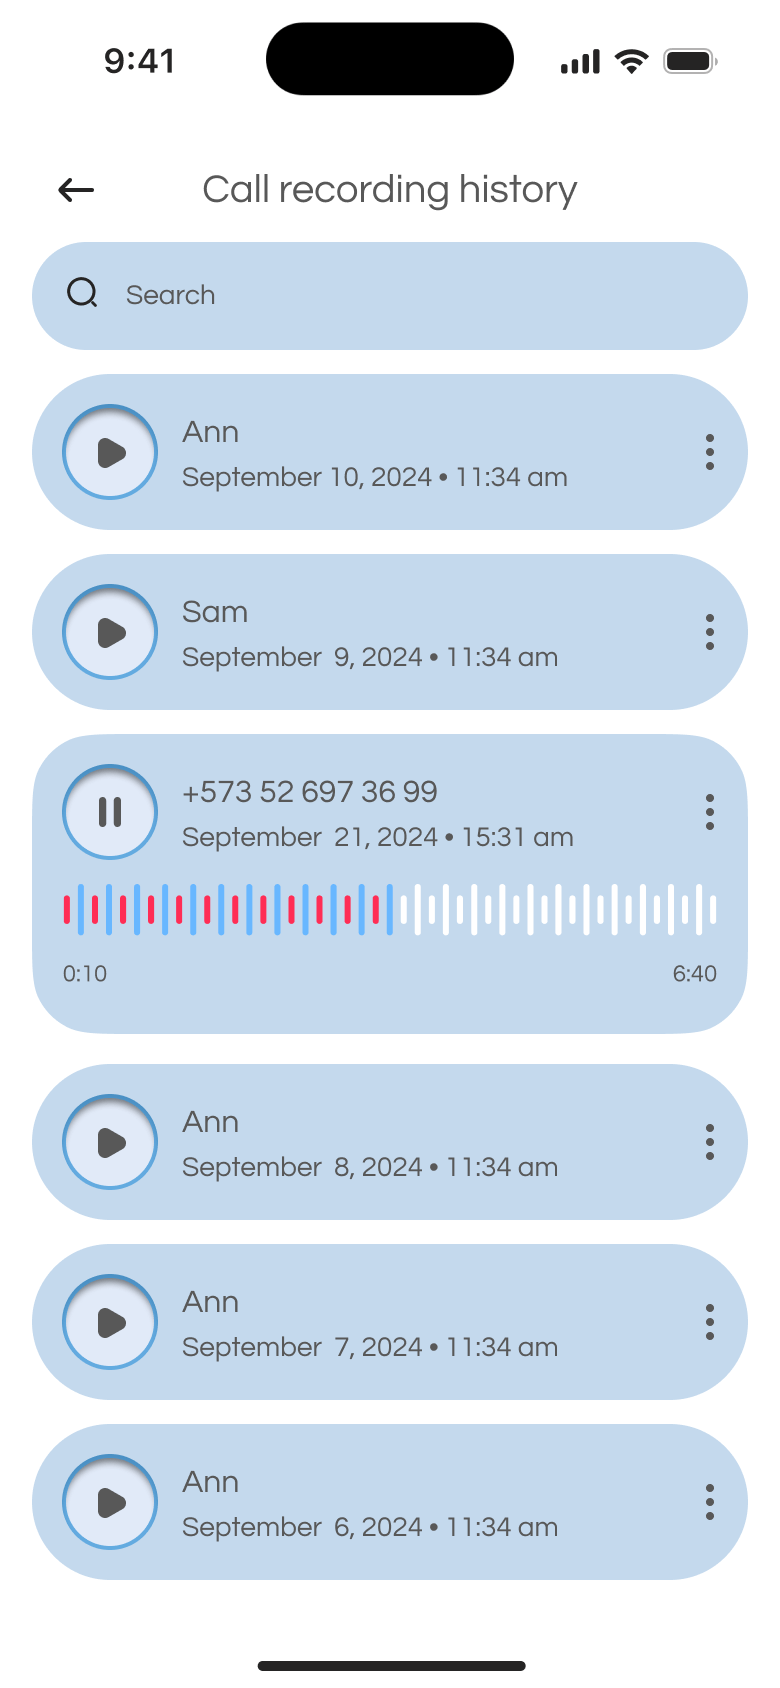 9:41
Call recording history
Search
Ann
September 10, 2024 • 11:34 am
Sam
September  9, 2024 • 11:34 am
+573 52 697 36 99
September  21, 2024 • 15:31 am
0:10 6:40
Ann
September  8, 2024 • 11:34 am
Ann
September  7, 2024 • 11:34 am
Ann
September  6, 2024 • 11:34 am